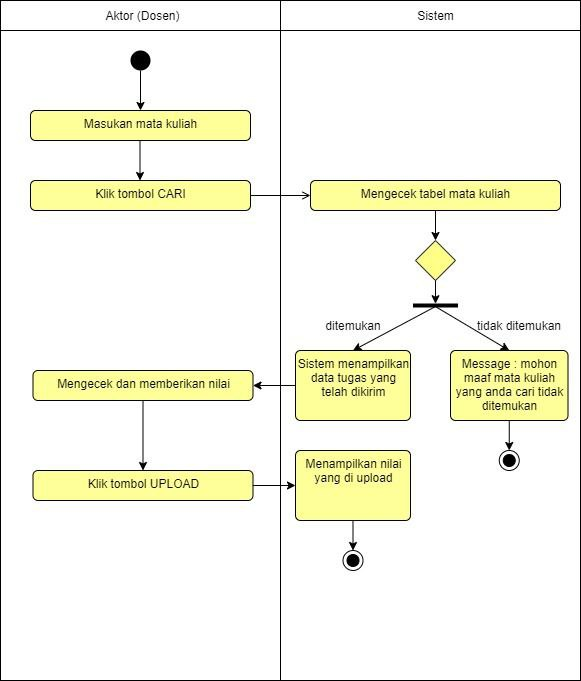 Aktor (Dosen)
Sistem
Masukan mata kuliah
Klik tombol CARI
Mengecek tabel mata kuliah
ditemukan
tidak ditemukan
Sistem menampilkan
data tugas yang
telah dikirim
Message : mohon
maaf mata kuliah
yang anda cari tidak
ditemukan
Mengecek dan memberikan nilai
Klik tombol UPLOAD
Menampilkan nilai
yang di upload